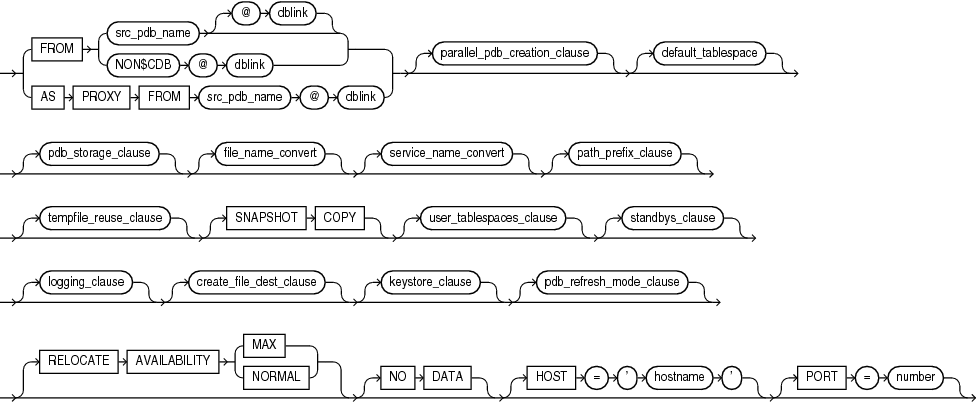 @ dblink
src_pdb_name
FROM
NON$CDB @ dblink
parallel_pdb_creation_clause default_tablespace
AS PROXY FROM src_pdb_name @ dblink
pdb_storage_clause file_name_convert service_name_convert path_prefix_clause
tempfile_reuse_clause SNAPSHOT COPY user_tablespaces_clause standbys_clause
logging_clause create_file_dest_clause keystore_clause pdb_refresh_mode_clause
MAX
RELOCATE AVAILABILITY
NORMAL
NO DATA HOST = ' hostname ' PORT = number